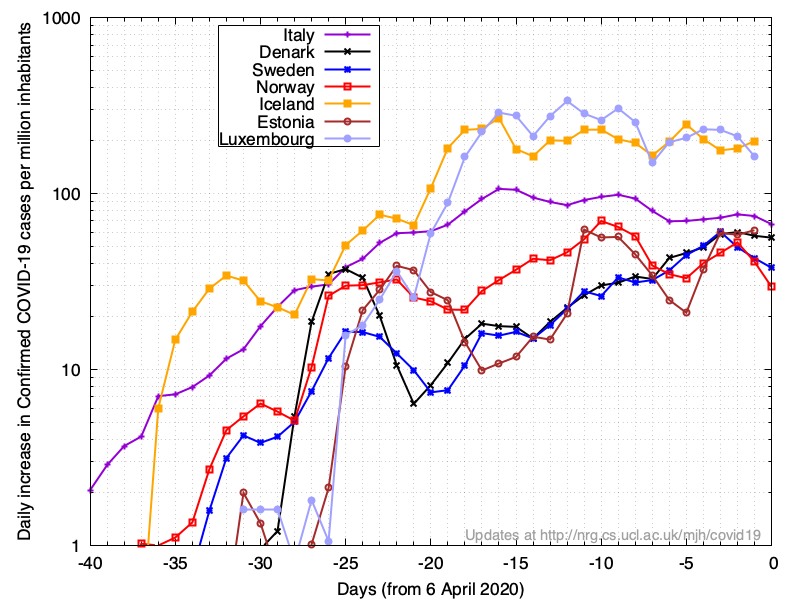 Daily increase in Confirmed COVID-19 cases per million inhabitants
1000
100
10
1
Italy
Denark
Sweden
Norway
Iceland
Estonia
Luxembourg
Updates at http://nrg.cs.ucl.ac.uk/mjh/covid19
-40 -35 -30 -25 -20 -15 -10 -5 0
Days (from 6 April 2020)